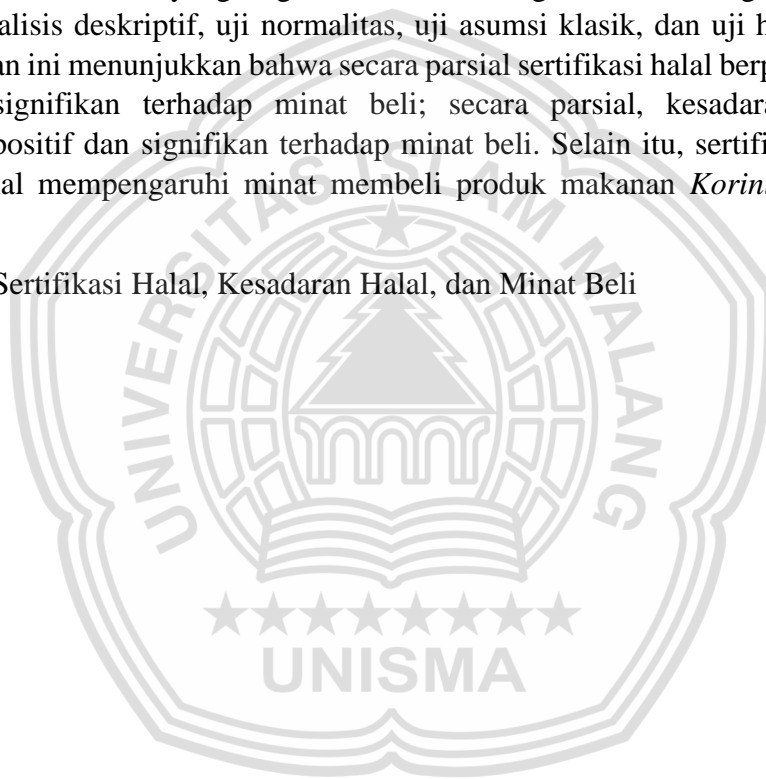 alisis deskriptif, uji normalitas, uji asumsi klasik, dan uji h
an ini menunjukkan bahwa secara parsial sertifikasi halal berp
signifikan terhadap minat beli; secara parsial, kesadara
positif dan signifikan terhadap minat beli. Selain itu, sertifi
al mempengaruhi minat membeli produk makanan Korin
Sertifikasi Halal, Kesadaran Halal, dan Minat Beli
UNIVERSITAS ISLAM MALANG
UNISMA